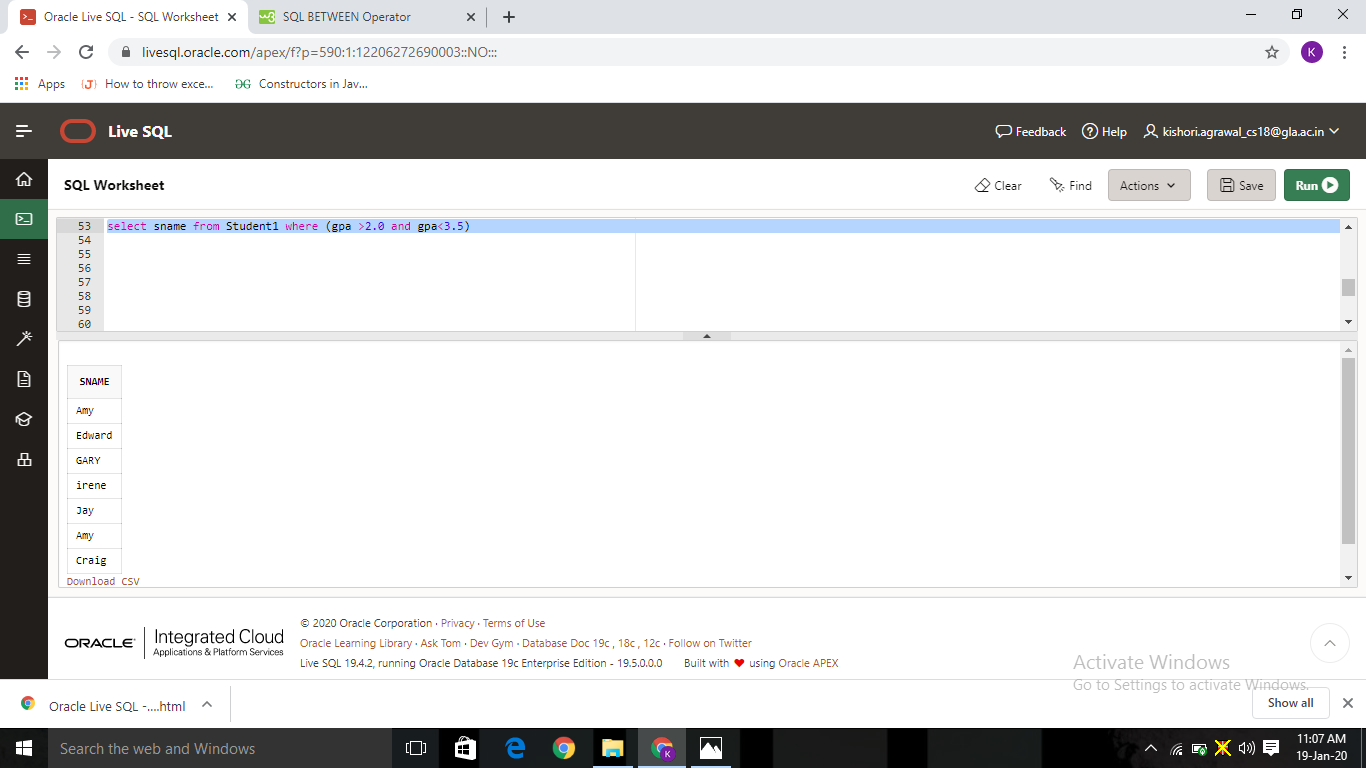 Oracle Live SQL - SQL Worksheet
SQL BETWEEN Operator
livesql.oracle.com/apex/f?p=590:1:12206272690003::NO:::
K
Apps
{J} How to throw exce...
GG Constructors in Jav...
Live SQL
Feedback
Help
kishori.agrawal_cs18@gla.ac.in
SQL Worksheet
Clear
Find
Actions
Save
Run
53 select sname from Student1 where (gpa >2.0 and gpa<3.5)
54
55
56
57
58
59
60
SNAME
Amy
Edward
GARY
irene
Jay
Amy
Craig
Download CSV
ORACLE Integrated Cloud
Applications & Platform Services
© 2020 Oracle Corporation · Privacy · Terms of Use
Oracle Learning Library · Ask Tom · Dev Gym · Database Doc 19c, 18c, 12c · Follow on Twitter
Live SQL 19.4.2, running Oracle Database 19c Enterprise Edition - 19.5.0.0.0 Built with ♥ using Oracle APEX
Activate Windows
Go to Settings to activate Windows.
Oracle Live SQL -....html
Show all
Search the web and Windows
K
11:07 AM
19-Jan-20